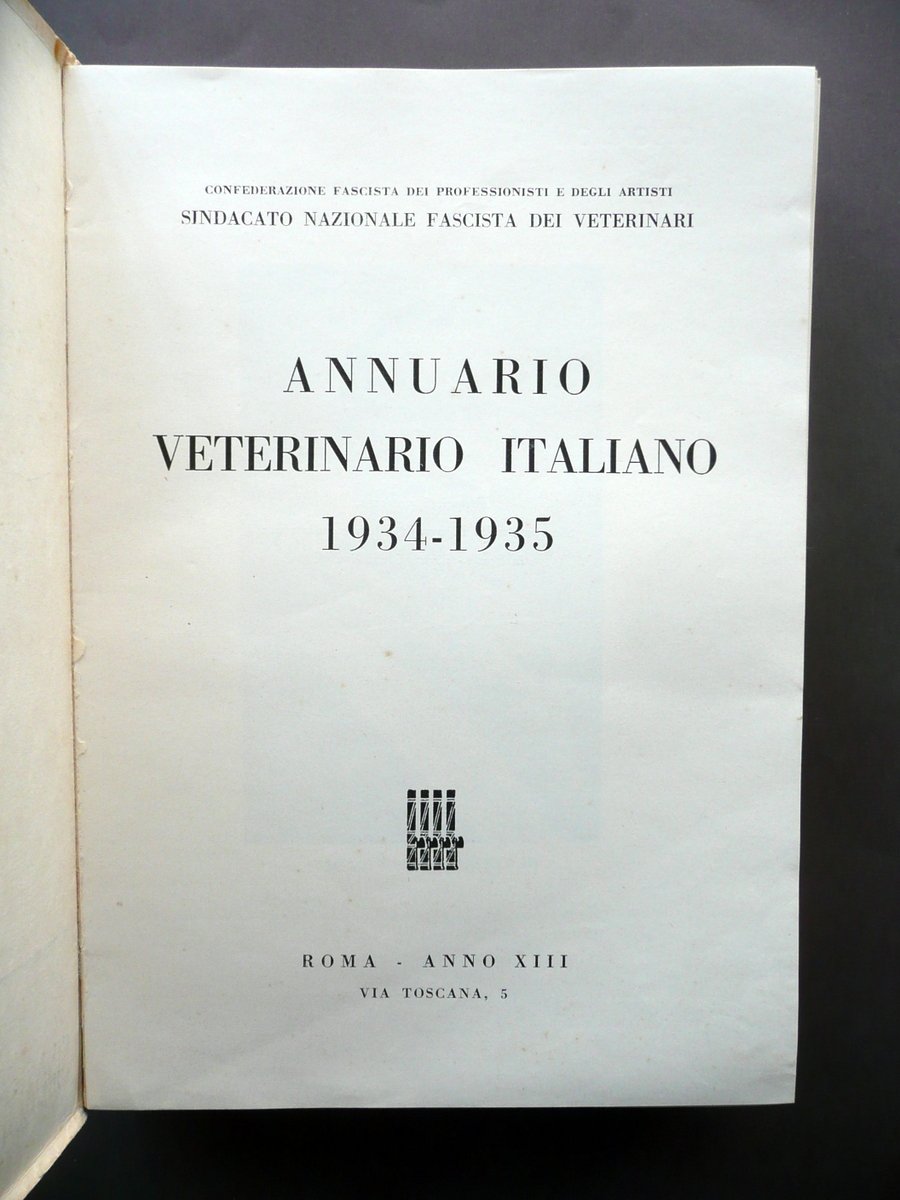 CONFEDERAZIONE FASCISTA DEI PROFESSIONISTI E DEGLI ARTISTI
SINDACATO NAZIONALE FASCISTA DEI VETERINARI
ANNUARIO
VETERINARIO ITALIANO
1934-1935
ROMA - ANNO XIII
VIA TOSCANA, 5